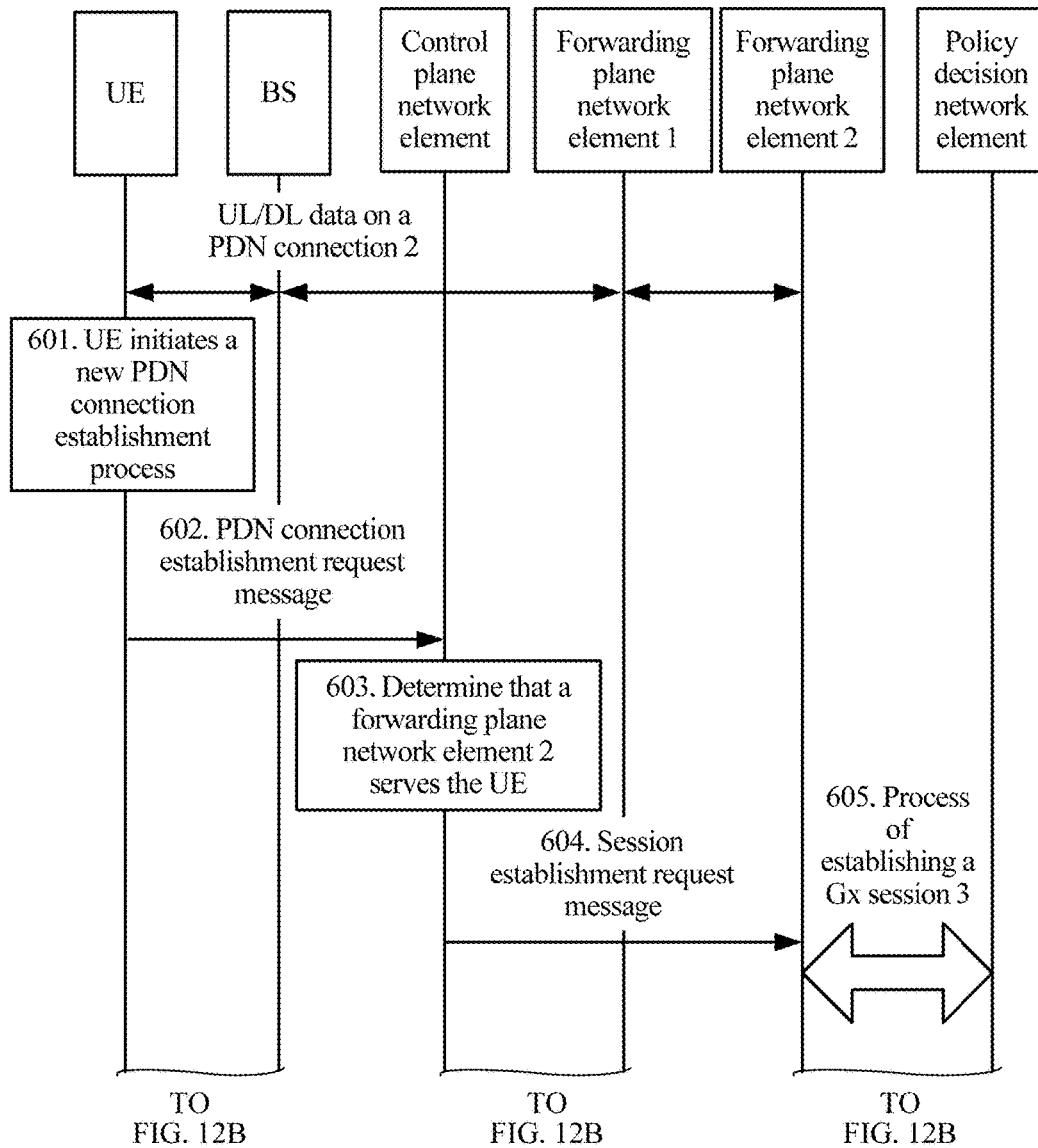 UE
BS
Control
plane
network
element
Forwarding
plane
network
element 1
Forwarding
plane
network
element 2
Policy
decision
network
element
UL/DL data on a
PDN connection 2
601. UE initiates a
new PDN
connection
establishment
process
602. PDN connection
establishment request
message
603. Determine that a
forwarding plane
network element 2
serves the UE
604. Session
establishment request
message
605. Process
of
establishing a
Gx session 3
TO
FIG. 12B
TO
FIG. 12B
TO
FIG. 12B